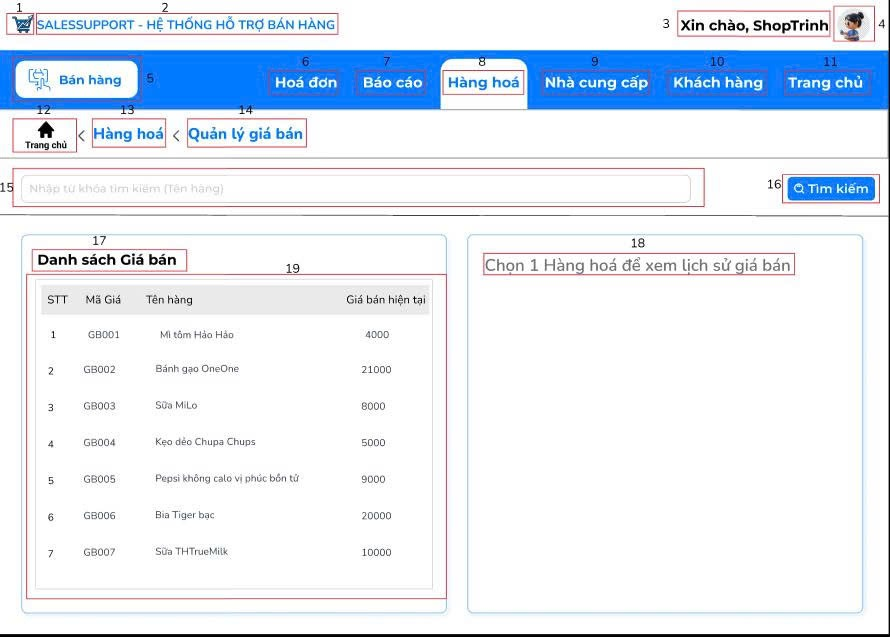 1
2
SALESSUPPORT - HỆ THỐNG HỖ TRỢ BÁN HÀNG
3
Xin chào, ShopTrinh
4
Bán hàng
5
6
Hoá đơn
7
Báo cáo
8
Hàng hoá
9
Nhà cung cấp
10
Khách hàng
11
Trang chủ
12
Trang chủ
<
13
Hàng hoá
<
14
Quản lý giá bán
15
Nhập từ khóa tìm kiếm (Tên hàng)
16
Tìm kiếm
17
Danh sách Giá bán
19
STT Mã Giá Tên hàng Giá bán hiện tại
1 GB001 Mì tôm Hảo Hảo 4000
2 GB002 Bánh gạo OneOne 21000
3 GB003 Sữa MiLo 8000
4 GB004 Kẹo dẻo Chupa Chups 5000
5 GB005 Pepsi không calo vị phúc bồn tử 9000
6 GB006 Bia Tiger bạc 20000
7 GB007 Sữa THTrueMilk 10000
18
Chọn 1 Hàng hoá để xem lịch sử giá bán